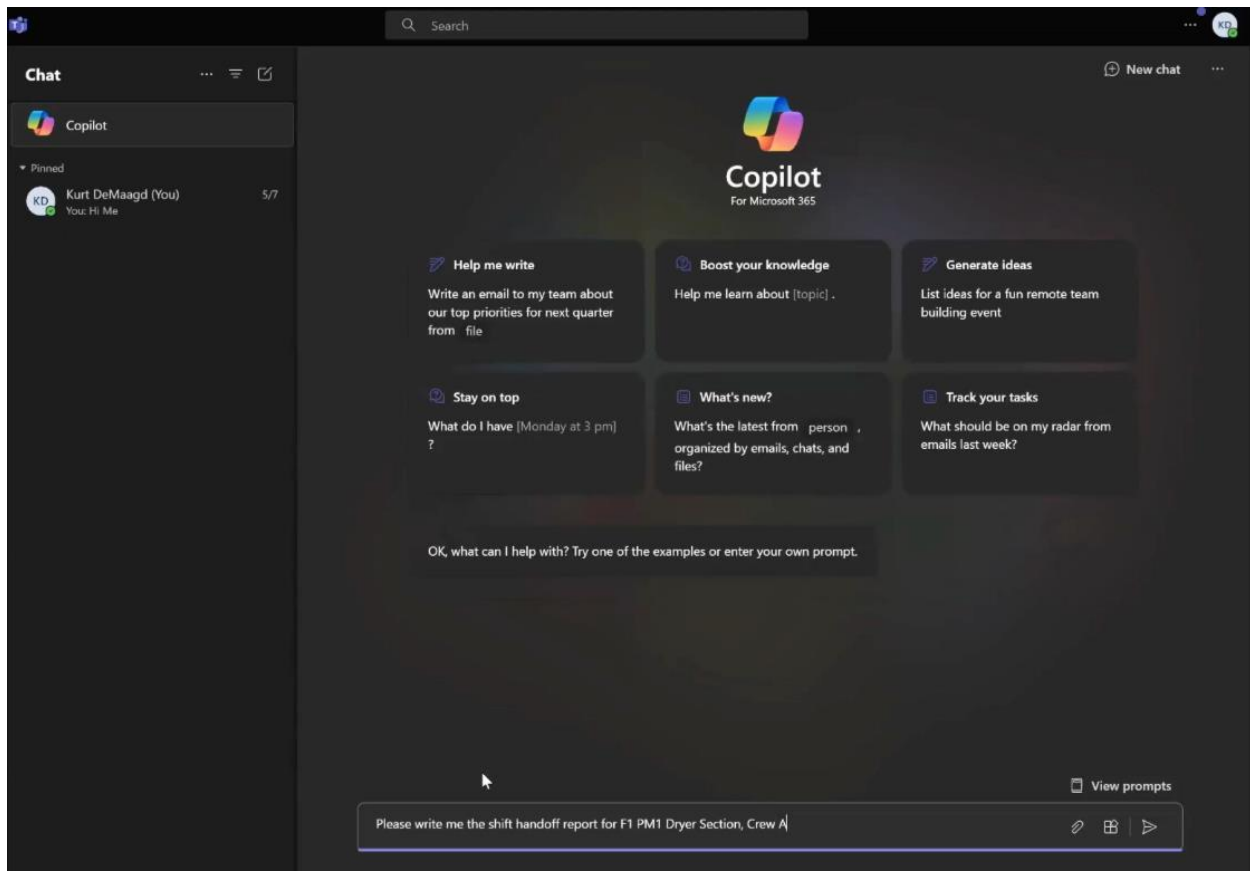 Search
KD
Chat
New chat
Copilot
Pinned
KD
Kurt DeMaagd (You)
5/7
You: Hi Me
Copilot
For Microsoft 365
Help me write
Write an email to my team about
our top priorities for next quarter
from file
Boost your knowledge
Help me learn about [topic] .
Generate ideas
List ideas for a fun remote team
building event
Stay on top
What do I have [Monday at 3 pm]
?
What's new?
What's the latest from person ,
organized by emails, chats, and
files?
Track your tasks
What should be on my radar from
emails last week?
OK, what can I help with? Try one of the examples or enter your own prompt.
View prompts
Please write me the shift handoff report for F1 PM1 Dryer Section, Crew A